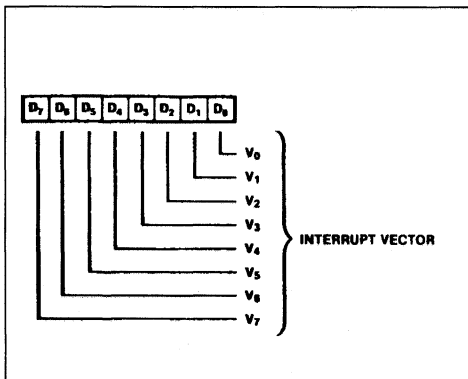 D₇ D₆ D₅ D₄ D₃ D₂ D₁ D₀
V₀
V₁
V₂
V₃
V₄
V₅
V₆
V₇
INTERRUPT VECTOR